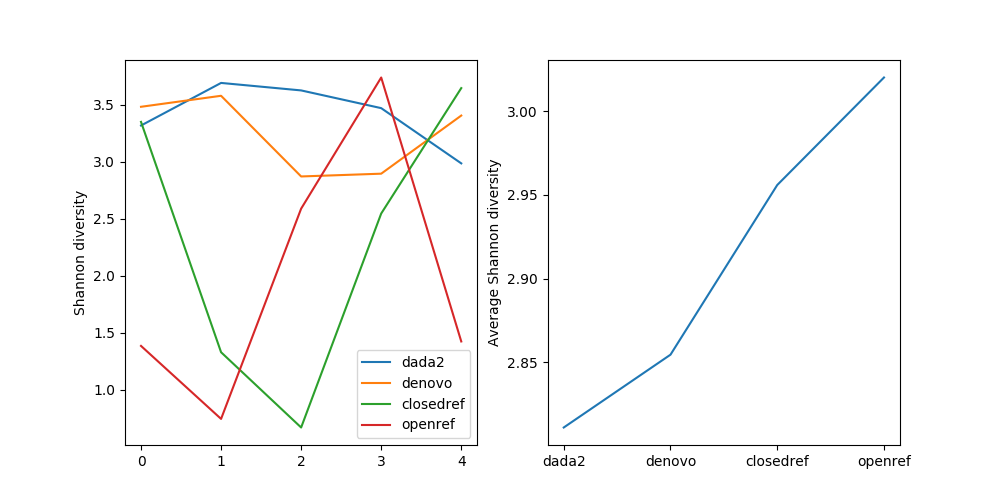 Shannon diversity
3.5
3.0
2.5
2.0
1.5
1.0
0 1 2 3 4
dada2
denovo
closedref
openref
Average Shannon diversity
3.00
2.95
2.90
2.85
dada2 denovo closedref openref